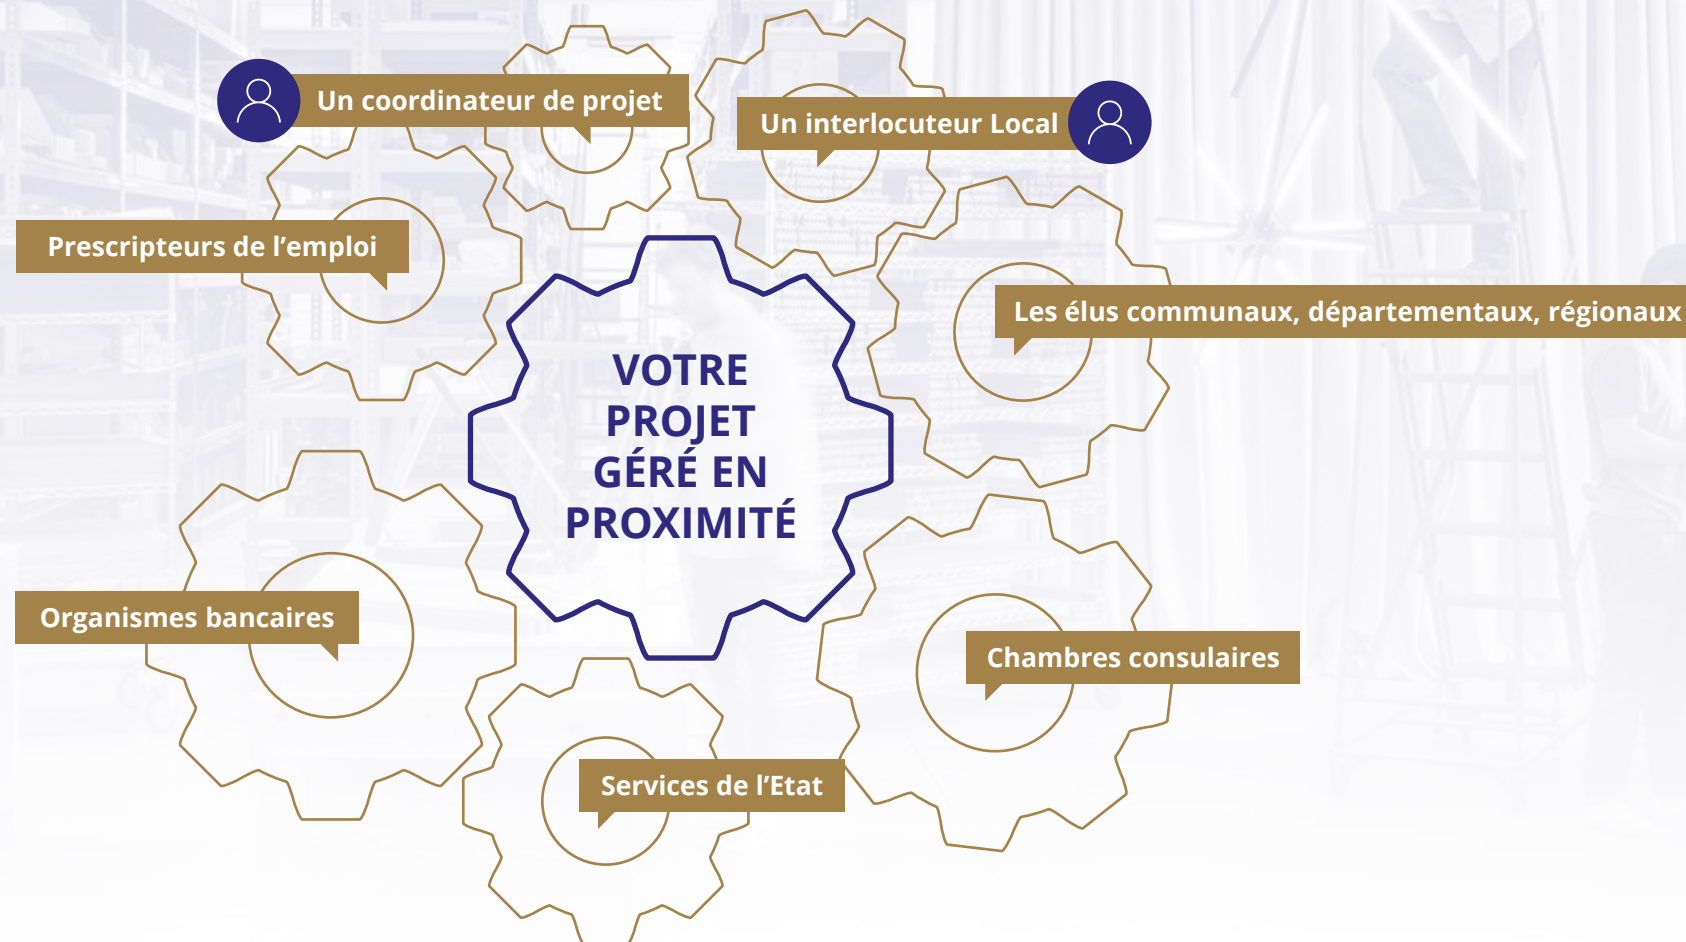 Un coordinateur de projet
Un interlocuteur Local
Prescripteurs de l’emploi
Les élus communaux, départementaux, régionaux
VOTRE
PROJET
GÉRÉ EN
PROXIMITÉ
Organismes bancaires
Chambres consulaires
Services de l’Etat